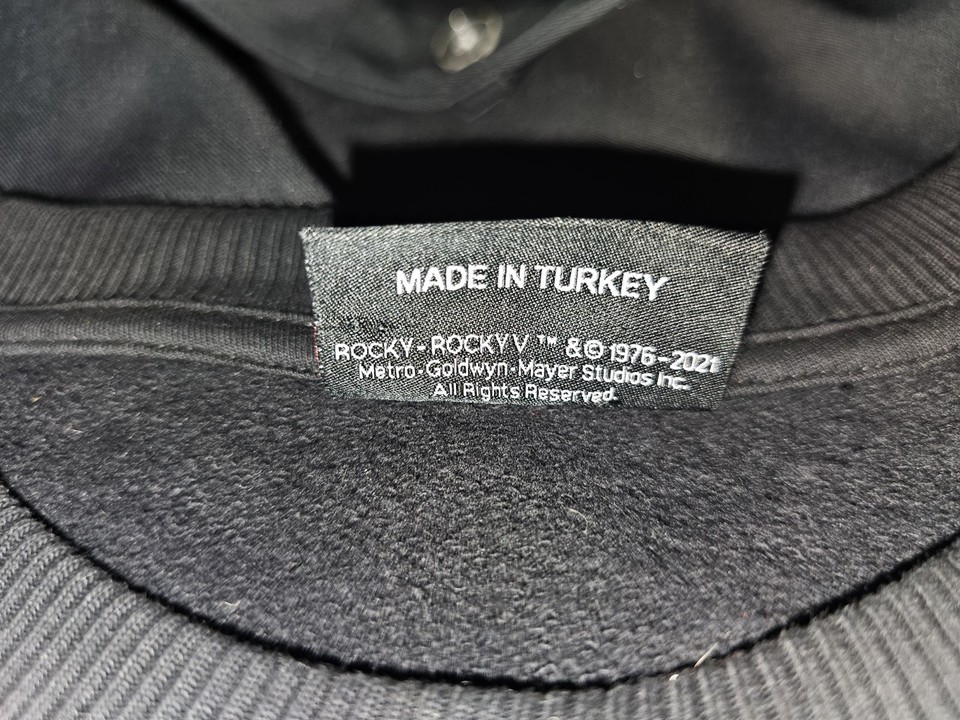 MADE IN TURKEY
ROCKY-ROCKY V ™ &© 1976-2021
Metro-Goldwyn-Mayer Studios Inc.
All Rights Reserved.